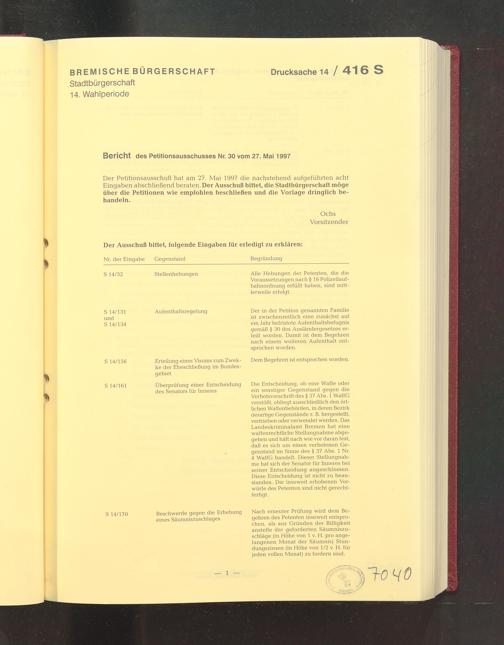 BREMISCHE BÜRGERSCHAFT
Drucksache 14 / 416 S
Stadtbürgerschaft
14. Wahlperiode
Bericht des Petitionsausschusses Nr. 30 vom 27. Mai 1997
Der Petitionsausschuß hat am 27. Mai 1997 die nachstehend aufgeführten acht
Eingaben abschließend beraten. Der Ausschuß bittet, die Stadtbürgerschaft möge
über die Petitionen wie empfohlen beschließen und die Vorlage dringlich be-
handeln.
Ochs
Vorsitzender
Der Ausschuß bittet, folgende Eingaben für erledigt zu erklären:
Nr. der Eingabe Gegenstand Begründung
S 14/32 Stellenhebungen
Alle Hebungen der Petenten, die die
Voraussetzungen nach § 16 Polizeilauf-
bahnordnung erfüllt haben, sind mitt-
lerweile erfolgt.
S 14/131
und
S 14/134
Aufenthaltsregelung
Der in der Petition genannten Familie
ist zwischenzeitlich eine zunächst auf
ein Jahr befristete Aufenthaltsbefugnis
gemäß § 30 des Ausländergesetzes er-
teilt worden. Damit ist dem Begehren
nach einem weiteren Aufenthalt ent-
sprochen worden.
S 14/156
Erteilung eines Visums zum Zwek-
ke der Eheschließung im Bundes-
gebiet
Dem Begehren ist entsprochen worden.
S 14/161
Überprüfung einer Entscheidung
des Senators für Inneres
Die Entscheidung, ob eine Waffe oder
ein sonstiger Gegenstand gegen die
Verbotsvorschrift des § 37 Abs. 1 WaffG
verstößt, obliegt ausschließlich den ört-
lichen Waffenbehörden, in deren Bezirk
derartige Gegenstände z. B. hergestellt,
vertrieben oder verwendet werden. Das
Landeskriminalamt Bremen hat eine
waffenrechtliche Stellungnahme abge-
geben und hält nach wie vor daran fest,
daß es sich um einen verbotenen Ge-
genstand im Sinne des § 37 Abs. 1 Nr.
4 WaffG handelt. Dieser Stellungnah-
me hat sich der Senator für Inneres bei
seiner Entscheidung angeschlossen.
Diese Entscheidung ist nicht zu bean-
standen. Die insoweit erhobenen Vor-
würfe des Petenten sind nicht gerecht-
fertigt.
S 14/170
Beschwerde gegen die Erhebung
eines Säumniszuschlages
Nach erneuter Prüfung wird dem Be-
gehren des Petenten insoweit entspro-
chen, als aus Gründen der Billigkeit
anstelle der geforderten Säumniszu-
schläge (in Höhe von 1 v. H. pro ange-
fangenen Monat der Säumnis) Stun-
dungszinsen (in Höhe von 1/2 v. H. für
jeden vollen Monat) zu fordern sind.
— 1 —
7040